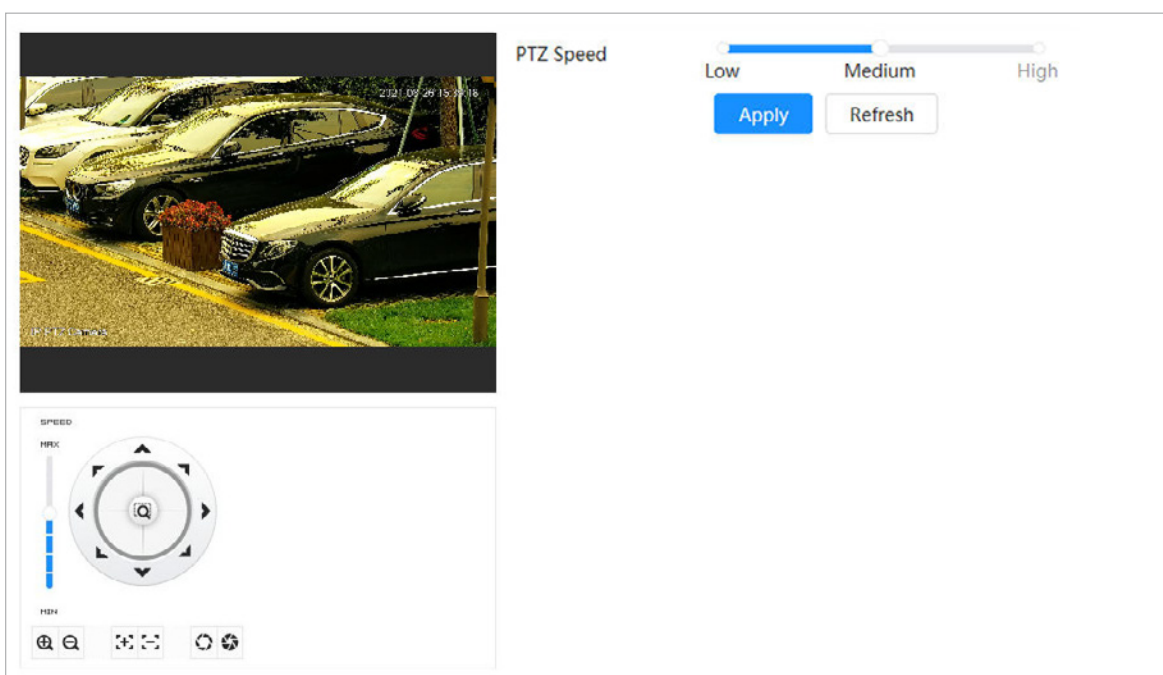 PTZ Speed
Low Medium High
Apply Refresh
SPEED
MAX
MIN